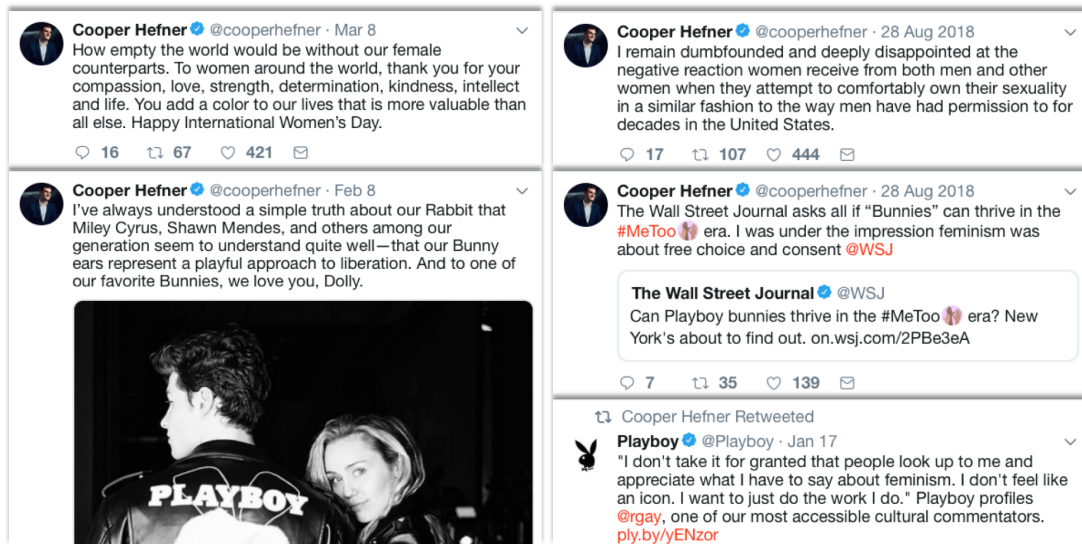 Cooper Hefner @cooperhefner · Mar 8
How empty the world would be without our female
counterparts. To women around the world, thank you for your
compassion, love, strength, determination, kindness, intellect
and life. You add a color to our lives that is more valuable than
all else. Happy International Women's Day.
16 67 421
Cooper Hefner @cooperhefner · Feb 8
I've always understood a simple truth about our Rabbit that
Miley Cyrus, Shawn Mendes, and others among our
generation seem to understand quite well—that our Bunny
ears represent a playful approach to liberation. And to one of
our favorite Bunnies, we love you, Dolly.
PLAYBOY
Cooper Hefner @cooperhefner · 28 Aug 2018
I remain dumbfounded and deeply disappointed at the
negative reaction women receive from both men and other
women when they attempt to comfortably own their sexuality
in a similar fashion to the way men have had permission to for
decades in the United States.
17 107 444
Cooper Hefner @cooperhefner · 28 Aug 2018
The Wall Street Journal asks all if “Bunnies” can thrive in the
#MeToo era. I was under the impression feminism was
about free choice and consent @WSJ
The Wall Street Journal @WSJ
Can Playboy bunnies thrive in the #MeToo era? New
York's about to find out. on.wsj.com/2PBe3eA
7 35 139
Cooper Hefner Retweeted
Playboy @Playboy · Jan 17
"I don't take it for granted that people look up to me and
appreciate what I have to say about feminism. I don't feel like
an icon. I want to just do the work I do." Playboy profiles
@rgay, one of our most accessible cultural commentators.
ply.by/yENzor